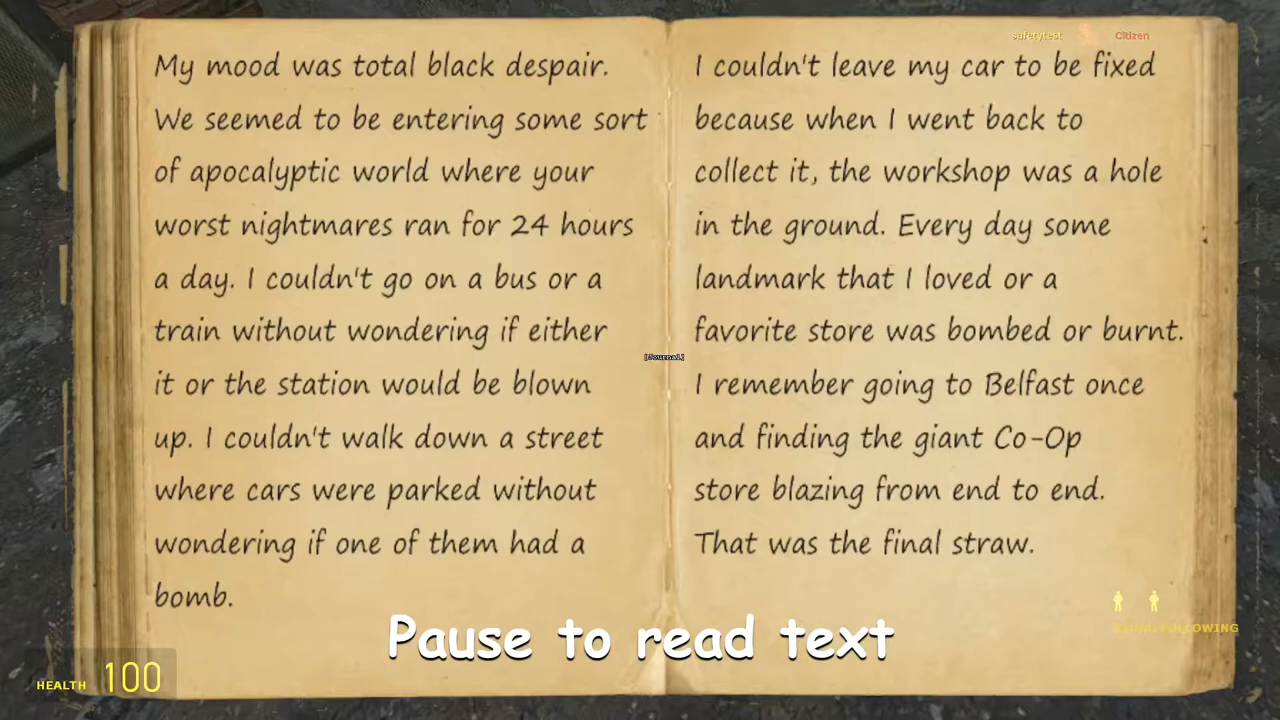 safetytest Citizen
My mood was total black despair.
We seemed to be entering some sort
of apocalyptic world where your
worst nightmares ran for 24 hours
a day. I couldn't go on a bus or a
train without wondering if either
it or the station would be blown
up. I couldn't walk down a street
where cars were parked without
wondering if one of them had a
bomb.
I couldn't leave my car to be fixed
because when I went back to
collect it, the workshop was a hole
in the ground. Every day some
landmark that I loved or a
favorite store was bombed or burnt.
I remember going to Belfast once
and finding the giant Co-Op
store blazing from end to end.
That was the final straw.
[Journal]
Pause to read text
HEALTH 100
FOLLOWING